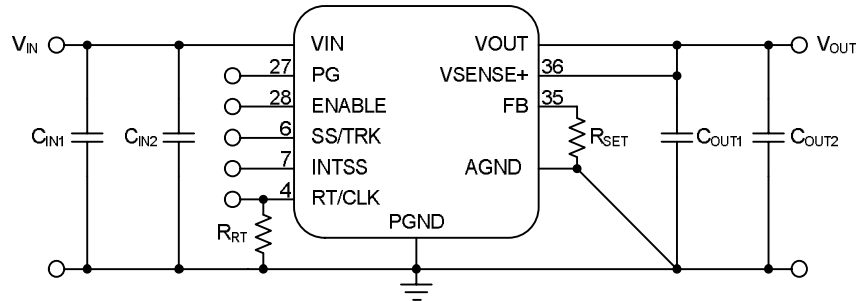 VIN VIN VOUT VOUT
27 PG VSENSE+ 36
28 ENABLE FB 35
CIN1 CIN2 6 SS/TRK RSET COUT1 COUT2
7 INTSS AGND
4 RT/CLK
RRT PGND